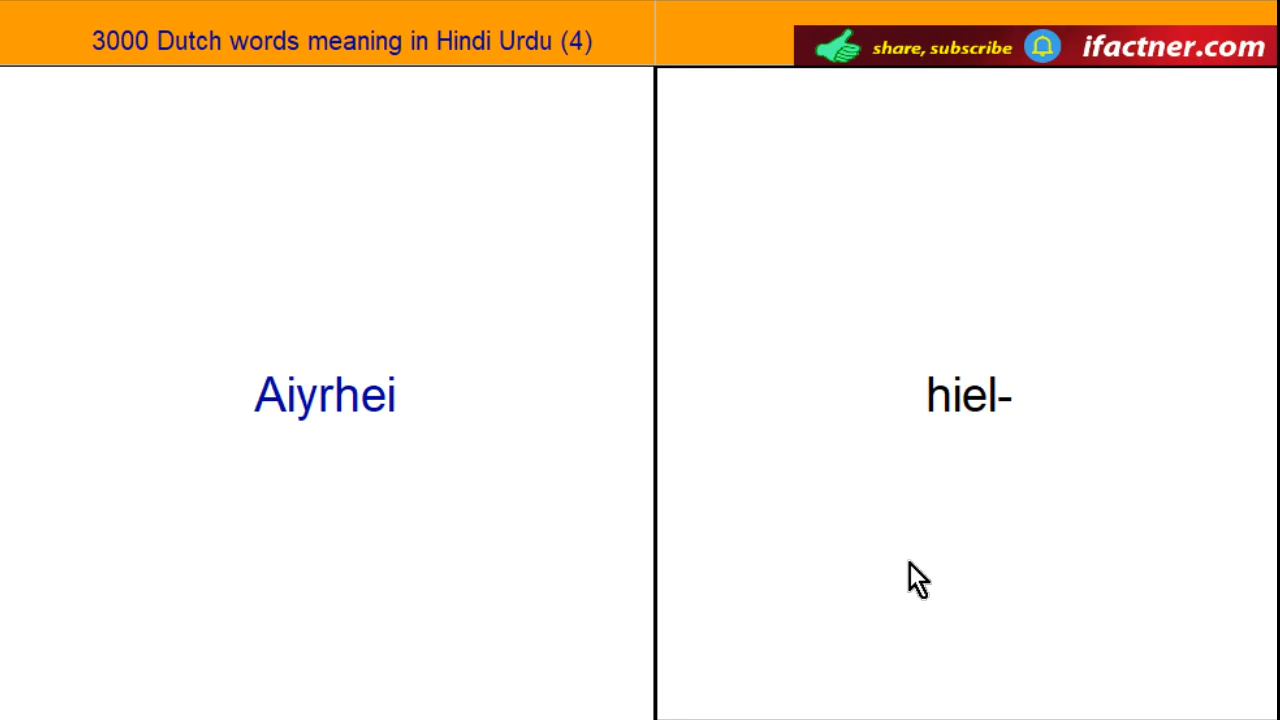 3000 Dutch words meaning in Hindi Urdu (4)
share, subscribe ifactner.com
Aiyrhei
hiel-